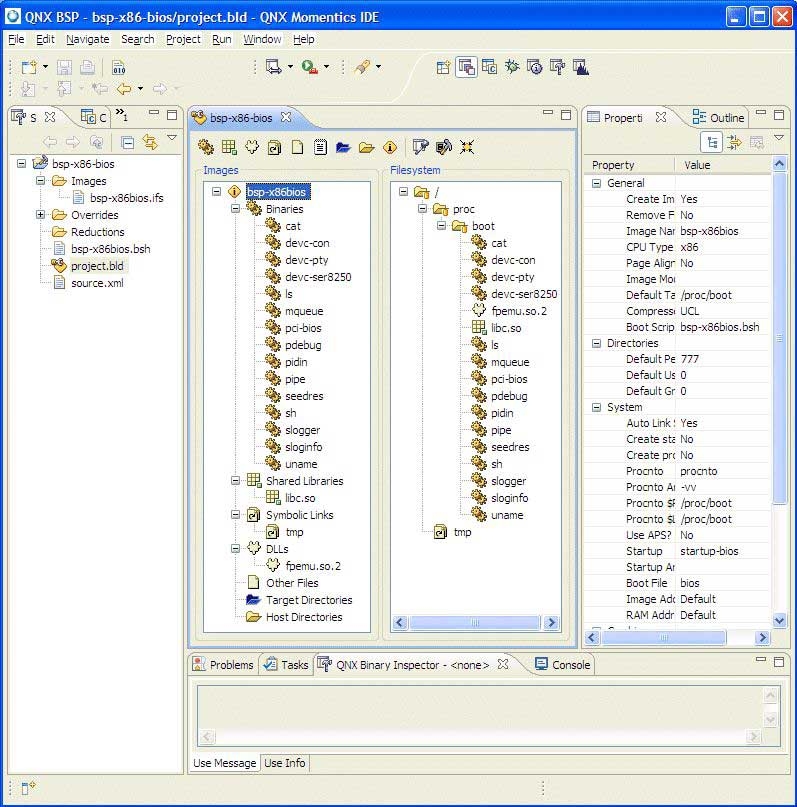 QNX BSP - bsp-x86-bios/project.bld - QNX Momentics IDE
File Edit Navigate Search Project Run Window Help
S
C
»1
bsp-x86-bios
Images
bsp-x86bios.ifs
Overrides
Reductions
bsp-x86bios.bsh
project.bld
source.xml
bsp-x86-bios
Images
bsp-x86bios
Binaries
cat
devc-con
devc-pty
devc-ser8250
ls
mqueue
pci-bios
pdebug
pidin
pipe
seedres
sh
slogger
sloginfo
uname
Shared Libraries
libc.so
Symbolic Links
tmp
DLLs
fpemu.so.2
Other Files
Target Directories
Host Directories
Filesystem
/
proc
boot
cat
devc-con
devc-pty
devc-ser8250
fpemu.so.2
libc.so
ls
mqueue
pci-bios
pdebug
pidin
pipe
seedres
sh
slogger
sloginfo
uname
tmp
Properti
Outline
Property Value
General
Create Im Yes
Remove F No
Image Nar bsp-x86bios
CPU Type x86
Page Aligr No
Image Mo
Default Ta /proc/boot
Compress UCL
Boot Scrip bsp-x86bios.bsh
Directories
Default Pe 777
Default Us 0
Default Gr 0
System
Auto Link S Yes
Create sta No
Create pro No
Procnto procnto
Procnto Ar -vv
Procnto $P /proc/boot
Procnto $L /proc/boot
Use APS? No
Startup startup-bios
Startup Ar
Boot File bios
Image Add Default
RAM Addr Default
Problems
Tasks
QNX Binary Inspector - <none>
Console
Use Message Use Info